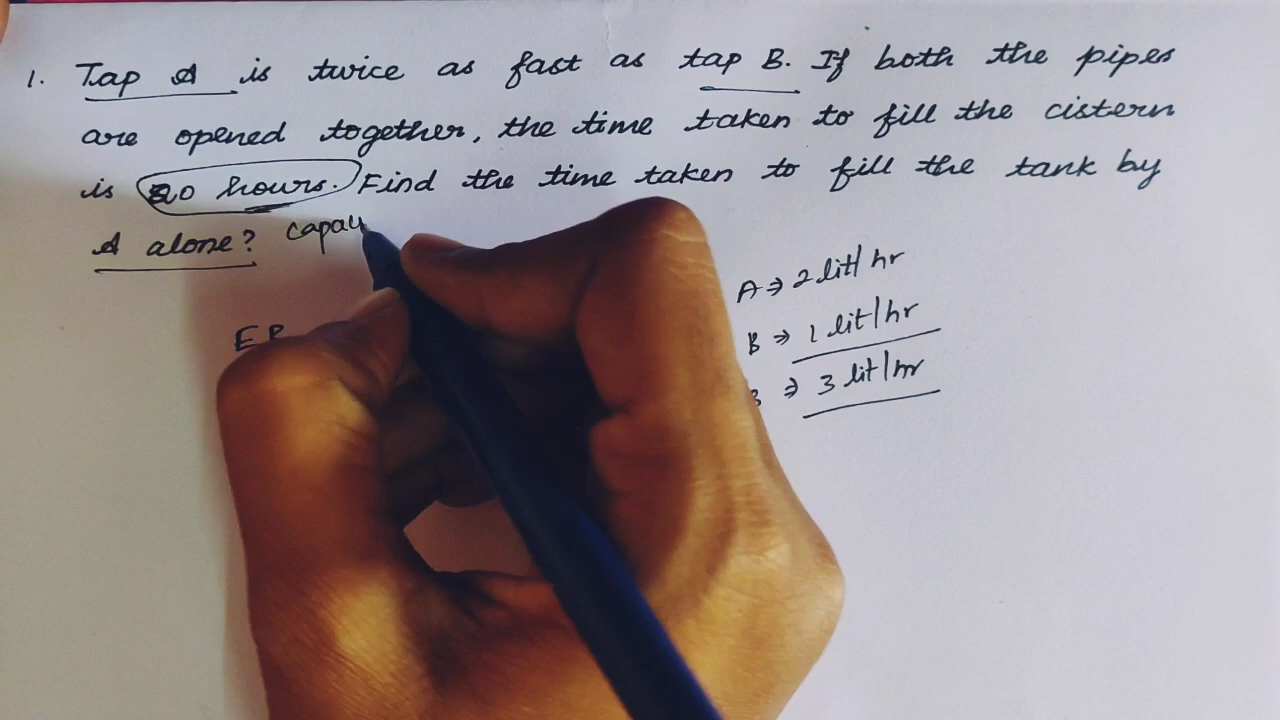 1. Tap A is twice as fast as tap B. If both the pipes
are opened together, the time taken to fill the cistern
is 20 hours. Find the time taken to fill the tank by
A alone?
A ⇒ 2 lit/hr
B ⇒ 1 lit/hr
⇒ 3 lit/hr